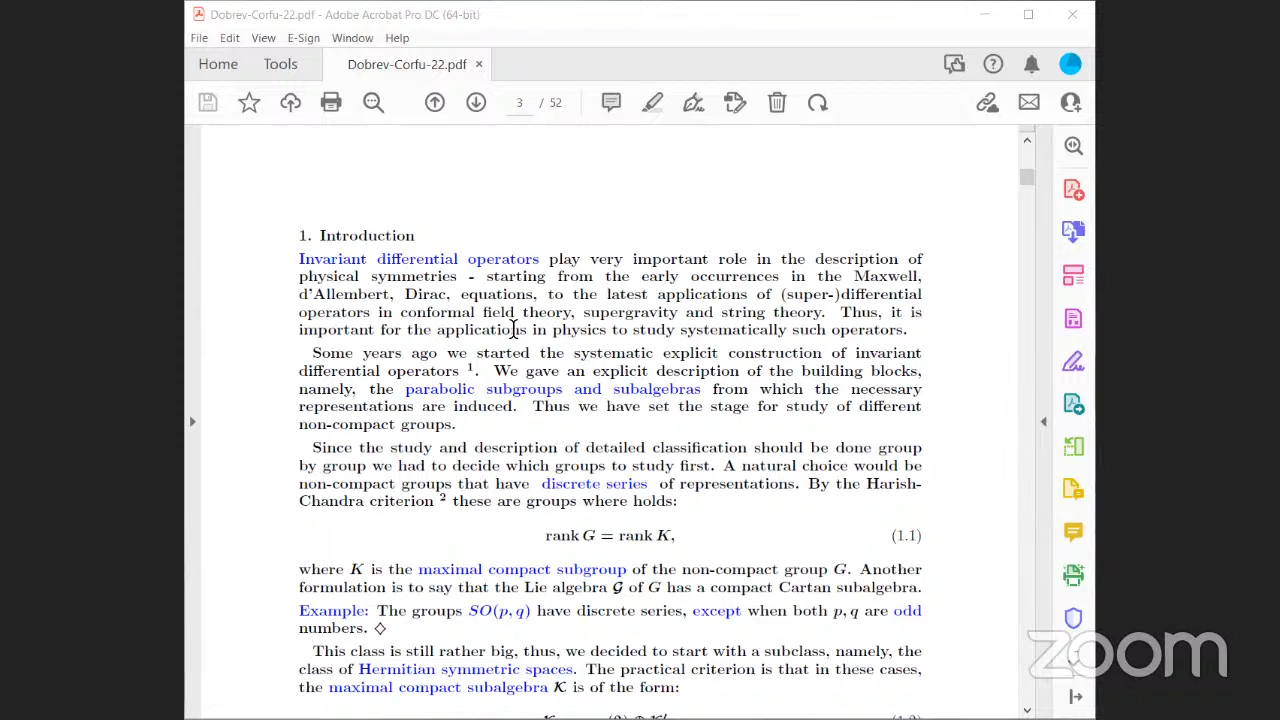 Dobrev-Corfu-22.pdf - Adobe Acrobat Pro DC (64-bit)
File Edit View E-Sign Window Help
Home Tools Dobrev-Corfu-22.pdf ×
3 / 52
1. Introduction
Invariant differential operators play very important role in the description of
physical symmetries - starting from the early occurrences in the Maxwell,
d'Allembert, Dirac, equations, to the latest applications of (super-)differential
operators in conformal field theory, supergravity and string theory. Thus, it is
important for the applications in physics to study systematically such operators.
Some years ago we started the systematic explicit construction of invariant
differential operators ¹. We gave an explicit description of the building blocks,
namely, the parabolic subgroups and subalgebras from which the necessary
representations are induced. Thus we have set the stage for study of different
non-compact groups.
Since the study and description of detailed classification should be done group
by group we had to decide which groups to study first. A natural choice would be
non-compact groups that have discrete series of representations. By the Harish-
Chandra criterion ² these are groups where holds:
rank G = rank K, (1.1)
where K is the maximal compact subgroup of the non-compact group G. Another
formulation is to say that the Lie algebra 𝒢 of G has a compact Cartan subalgebra.
Example: The groups SO(p, q) have discrete series, except when both p, q are odd
numbers. ◇
This class is still rather big, thus, we decided to start with a subclass, namely, the
class of Hermitian symmetric spaces. The practical criterion is that in these cases,
the maximal compact subalgebra 𝒦 is of the form:
zoom